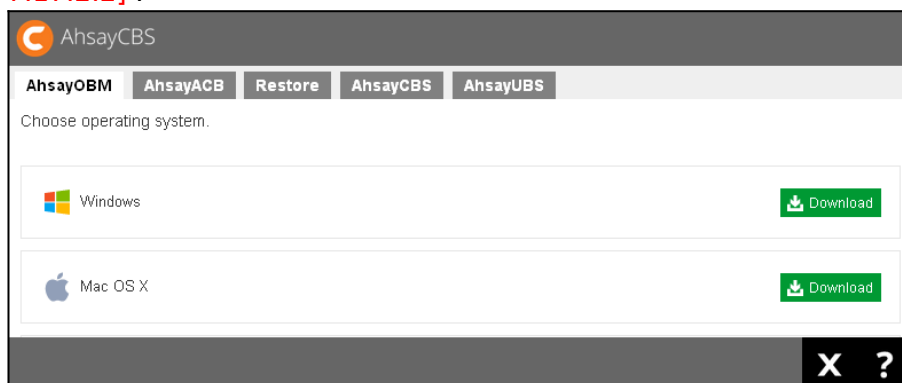 AhsayCBS
AhsayOBM AhsayACB Restore AhsayCBS AhsayUBS
Choose operating system.
Windows Download
Mac OS X Download
X ?